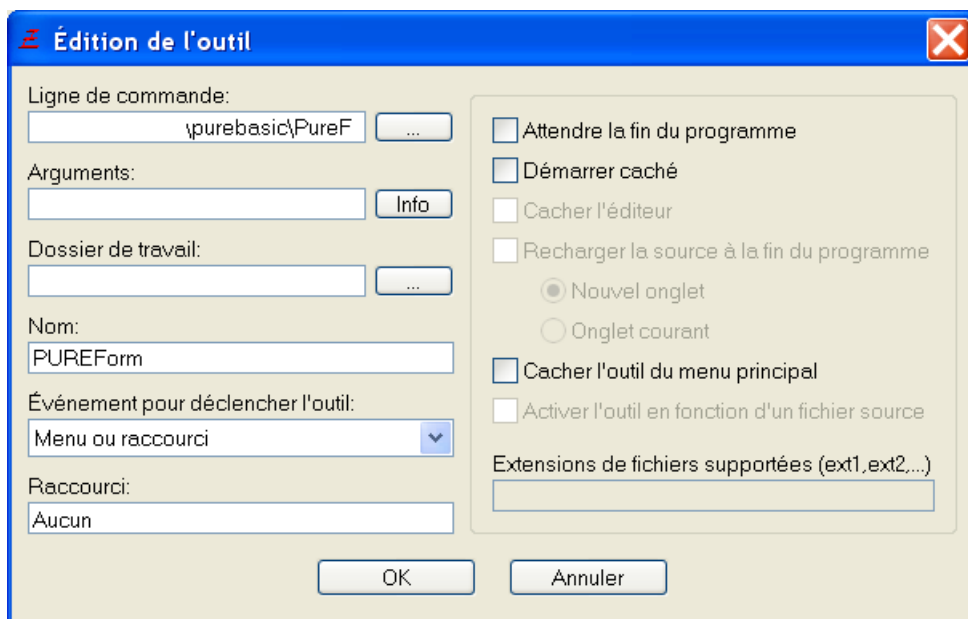 Édition de l'outil
Ligne de commande:
\purebasic\PureF
...
Arguments:
Info
Dossier de travail:
...
Nom:
PUREForm
Événement pour déclencher l'outil:
Menu ou raccourci
Raccourci:
Aucun
Attendre la fin du programme
Démarrer caché
Cacher l'éditeur
Recharger la source à la fin du programme
Nouvel onglet
Onglet courant
Cacher l'outil du menu principal
Activer l'outil en fonction d'un fichier source
Extensions de fichiers supportées (ext1,ext2,...)
OK
Annuler